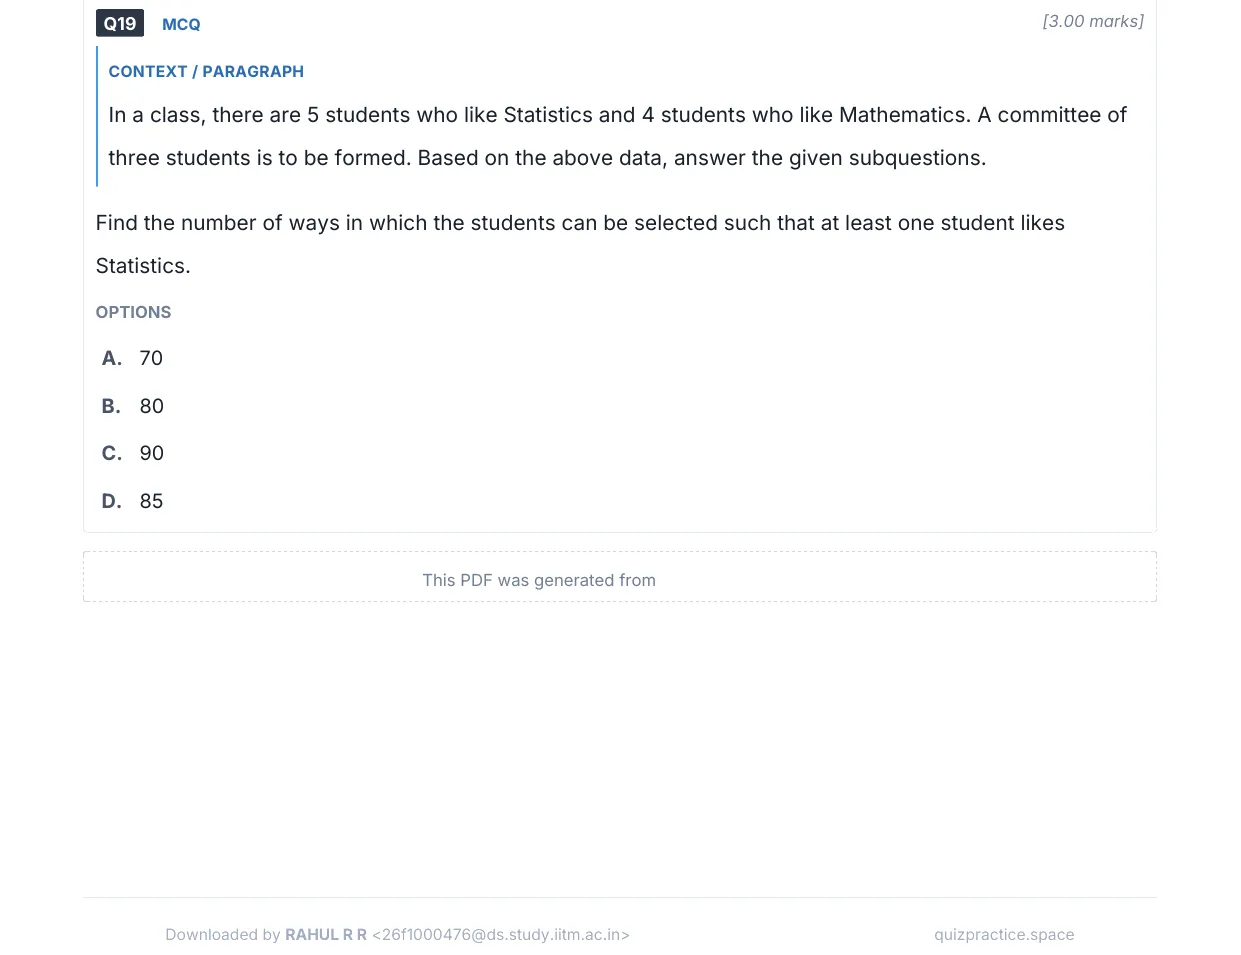 Q19 MCQ [3.00 marks]
CONTEXT / PARAGRAPH
In a class, there are 5 students who like Statistics and 4 students who like Mathematics. A committee of
three students is to be formed. Based on the above data, answer the given subquestions.
Find the number of ways in which the students can be selected such that at least one student likes
Statistics.
OPTIONS
A. 70
B. 80
C. 90
D. 85
This PDF was generated from
Downloaded by RAHUL R R <26f1000476@ds.study.iitm.ac.in> quizpractice.space